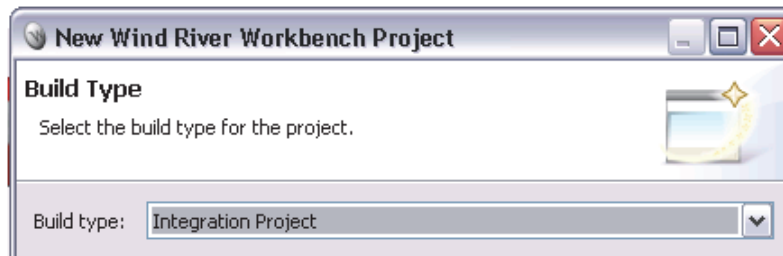 New Wind River Workbench Project
Build Type
Select the build type for the project.
Build type: Integration Project